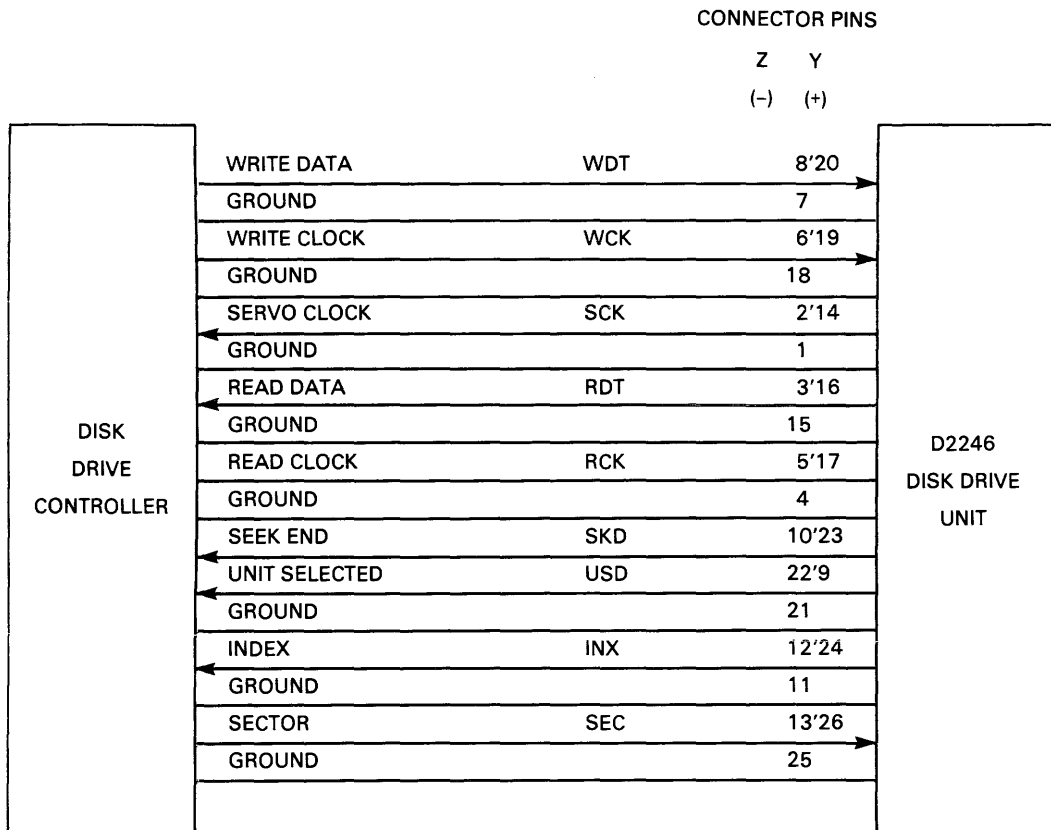 CONNECTOR PINS
Z Y
(–) (+)
WRITE DATA WDT 8'20
GROUND 7
WRITE CLOCK WCK 6'19
GROUND 18
SERVO CLOCK SCK 2'14
GROUND 1
READ DATA RDT 3'16
GROUND 15
READ CLOCK RCK 5'17
GROUND 4
SEEK END SKD 10'23
UNIT SELECTED USD 22'9
GROUND 21
INDEX INX 12'24
GROUND 11
SECTOR SEC 13'26
GROUND 25
DISK
DRIVE
CONTROLLER
D2246
DISK DRIVE
UNIT